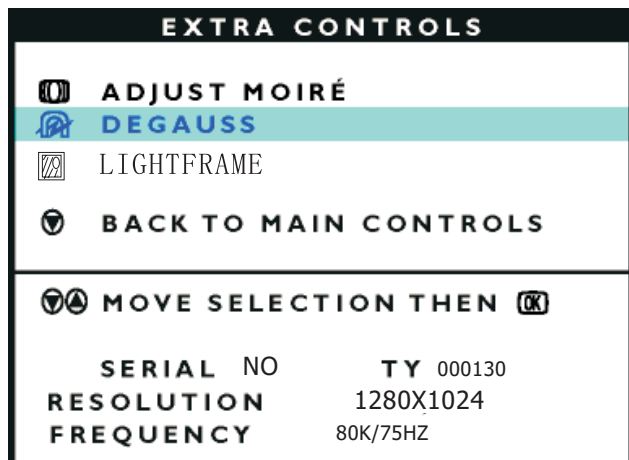 EXTRA CONTROLS
ADJUST MOIRÉ
DEGAUSS
LIGHTFRAME
BACK TO MAIN CONTROLS
MOVE SELECTION THEN OK
SERIAL NO TY 000130
RESOLUTION 1280X1024
FREQUENCY 80K/75HZ